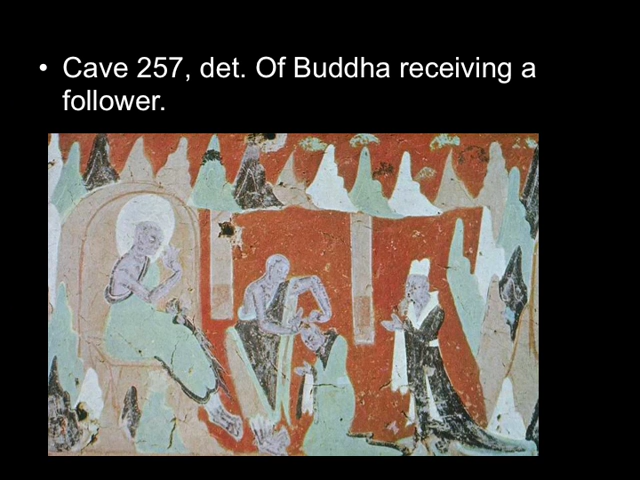 • Cave 257, det. Of Buddha receiving a
follower.